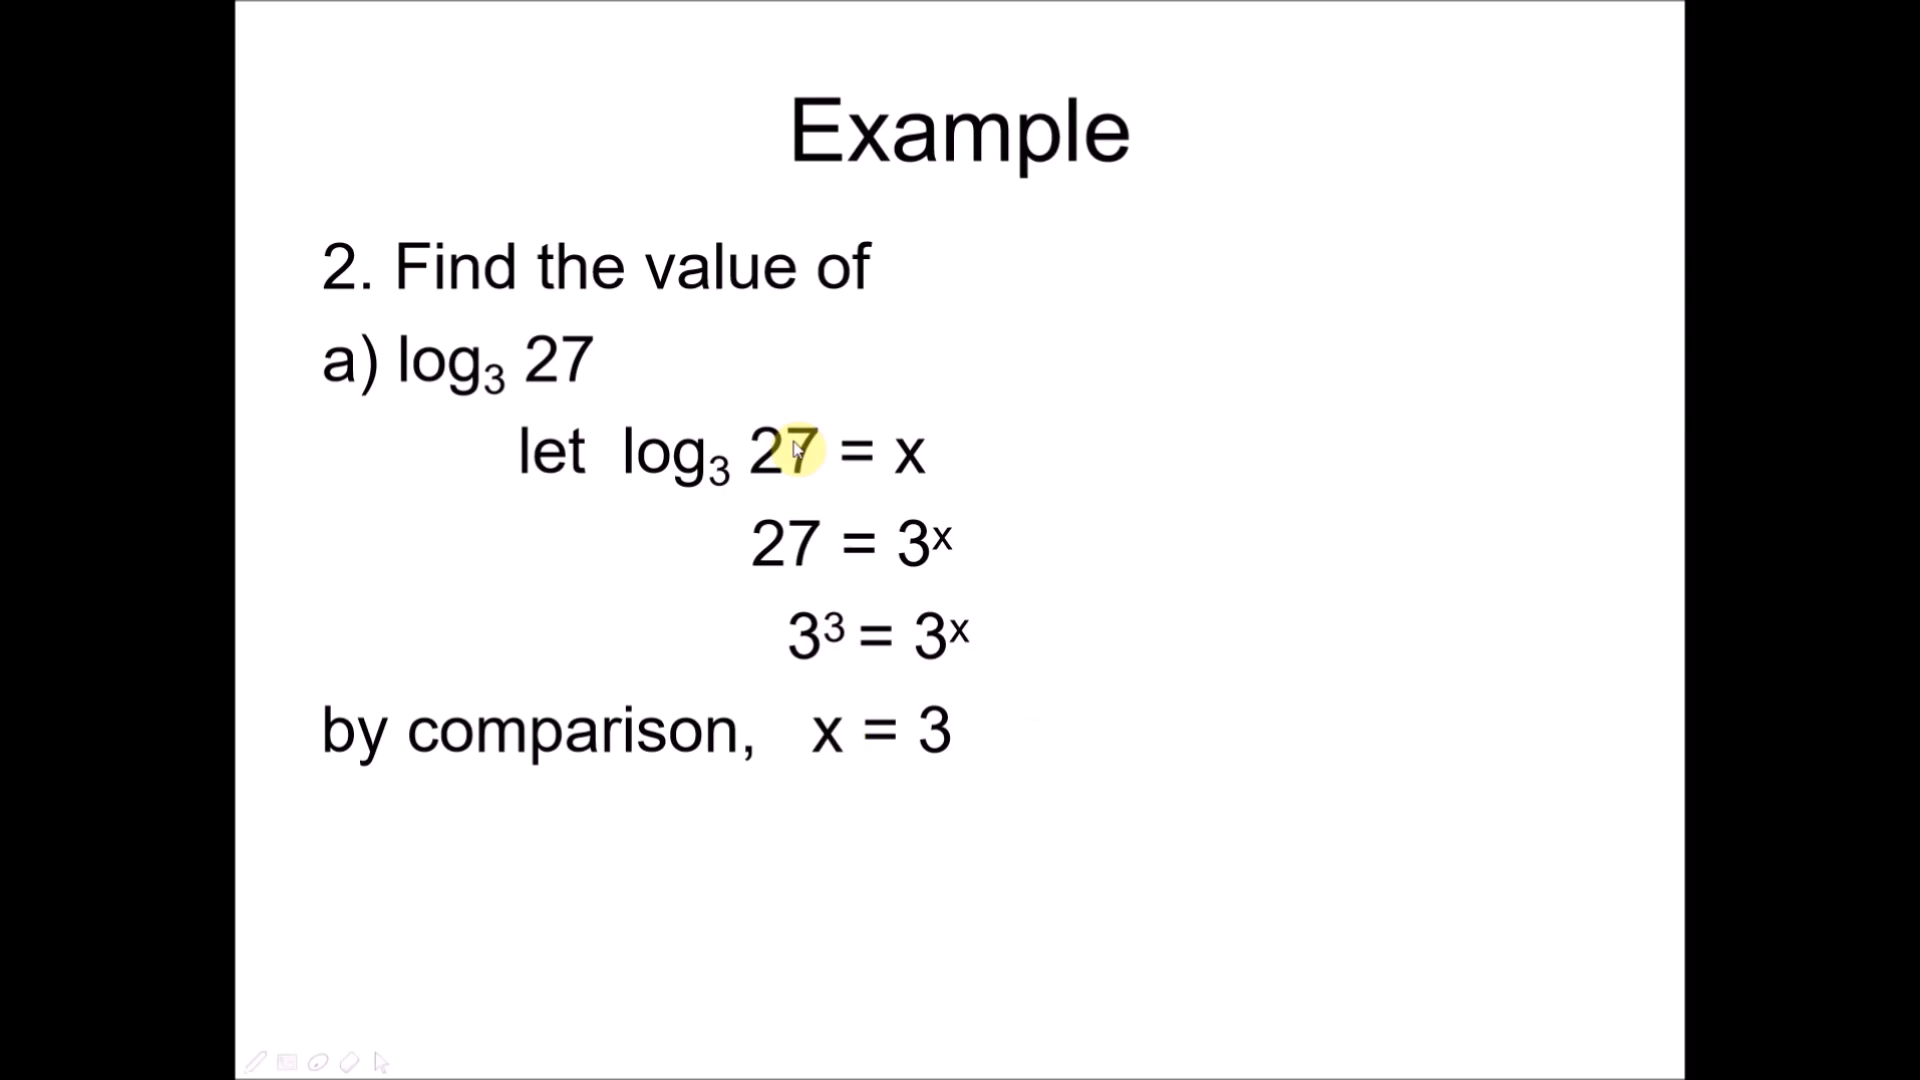 Example
2. Find the value of
a) log₃ 27
let log₃ 27 = x
27 = 3ˣ
3³ = 3ˣ
by comparison, x = 3